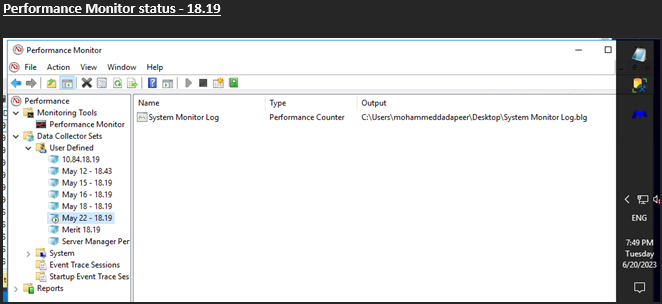 Performance Monitor status - 18.19
Performance Monitor
File Action View Window Help
Performance
Monitoring Tools
Performance Monitor
Data Collector Sets
User Defined
10.84.18.19
May 12 - 18.43
May 15 - 18.19
May 16 - 18.19
May 18 - 18.19
May 22 - 18.19
Merit 18.19
Server Manager Per
System
Event Trace Sessions
Startup Event Trace Ses
Reports
Name Type Output
System Monitor Log Performance Counter C:\Users\mohammeddadapeer\Desktop\System Monitor Log.blg
ENG
7:49 PM
Tuesday
6/20/2023